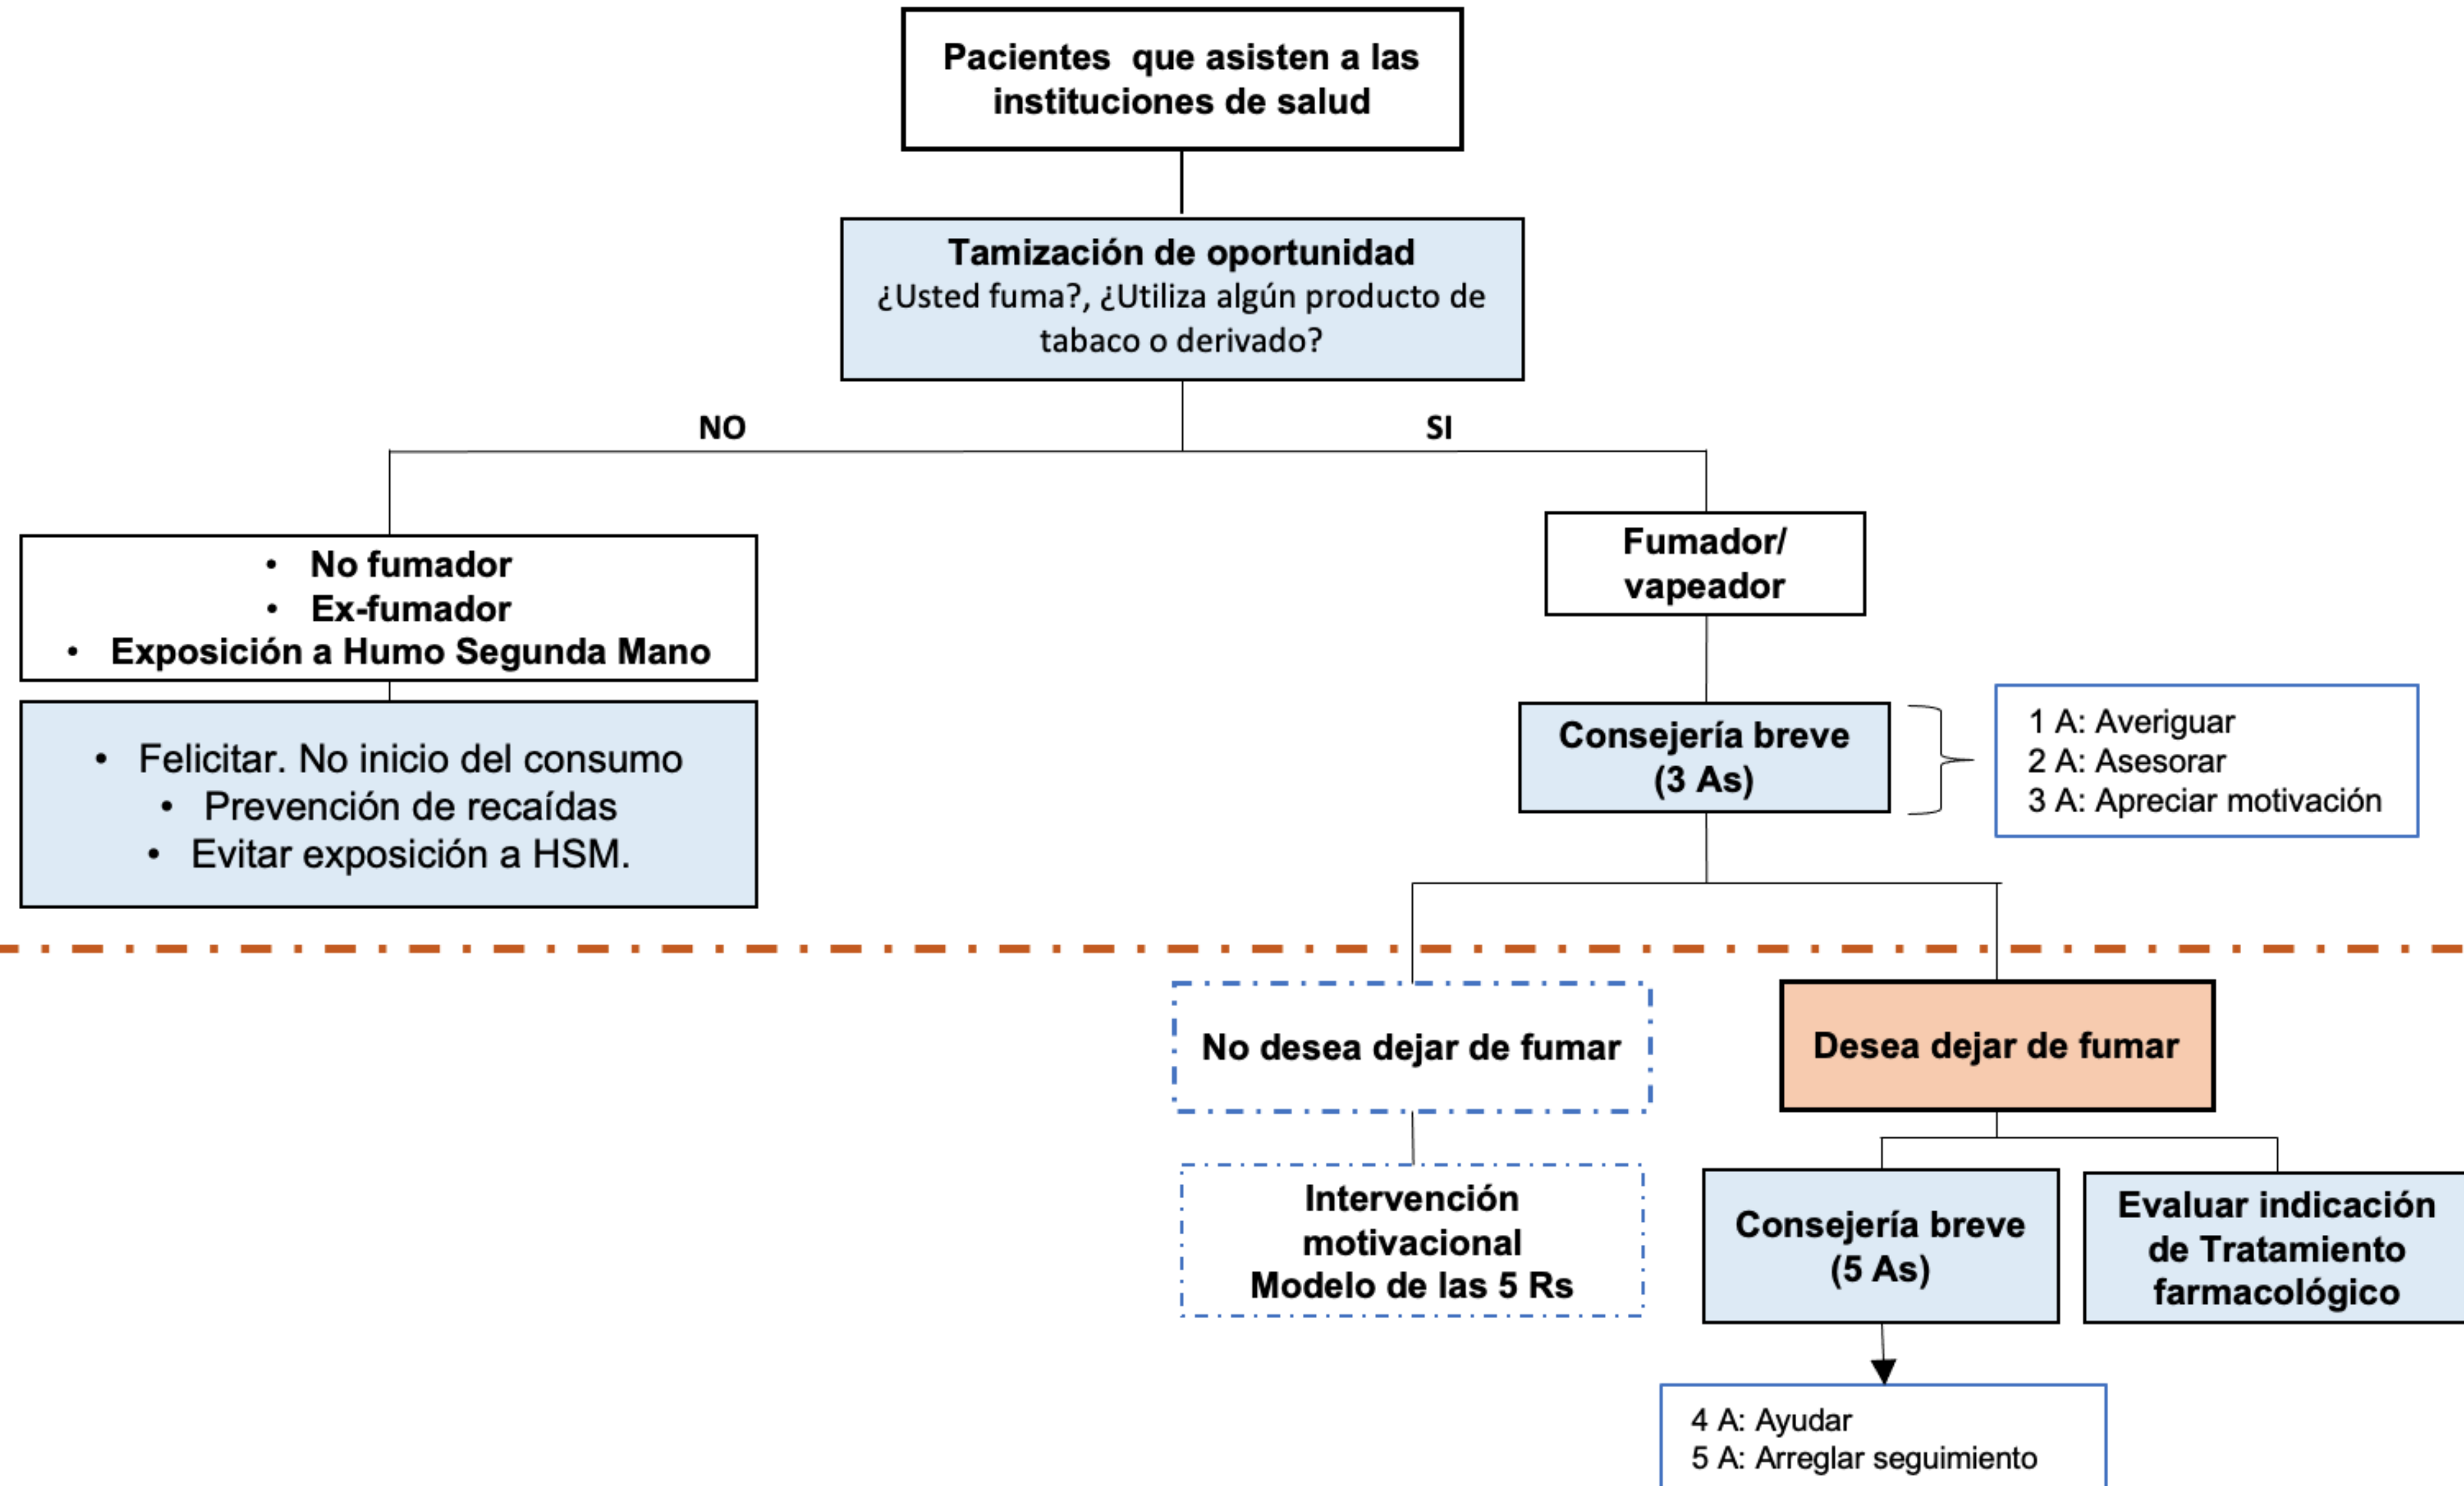 Pacientes que asisten a las
instituciones de salud
Tamización de oportunidad
¿Usted fuma?, ¿Utiliza algún producto de
tabaco o derivado?
NO
SI
• No fumador
• Ex-fumador
• Exposición a Humo Segunda Mano
• Felicitar. No inicio del consumo
• Prevención de recaídas
• Evitar exposición a HSM.
Fumador/
vapeador
Consejería breve
(3 As)
1 A: Averiguar
2 A: Asesorar
3 A: Apreciar motivación
No desea dejar de fumar
Intervención
motivacional
Modelo de las 5 Rs
Desea dejar de fumar
Consejería breve
(5 As)
Evaluar indicación
de Tratamiento
farmacológico
4 A: Ayudar
5 A: Arreglar seguimiento